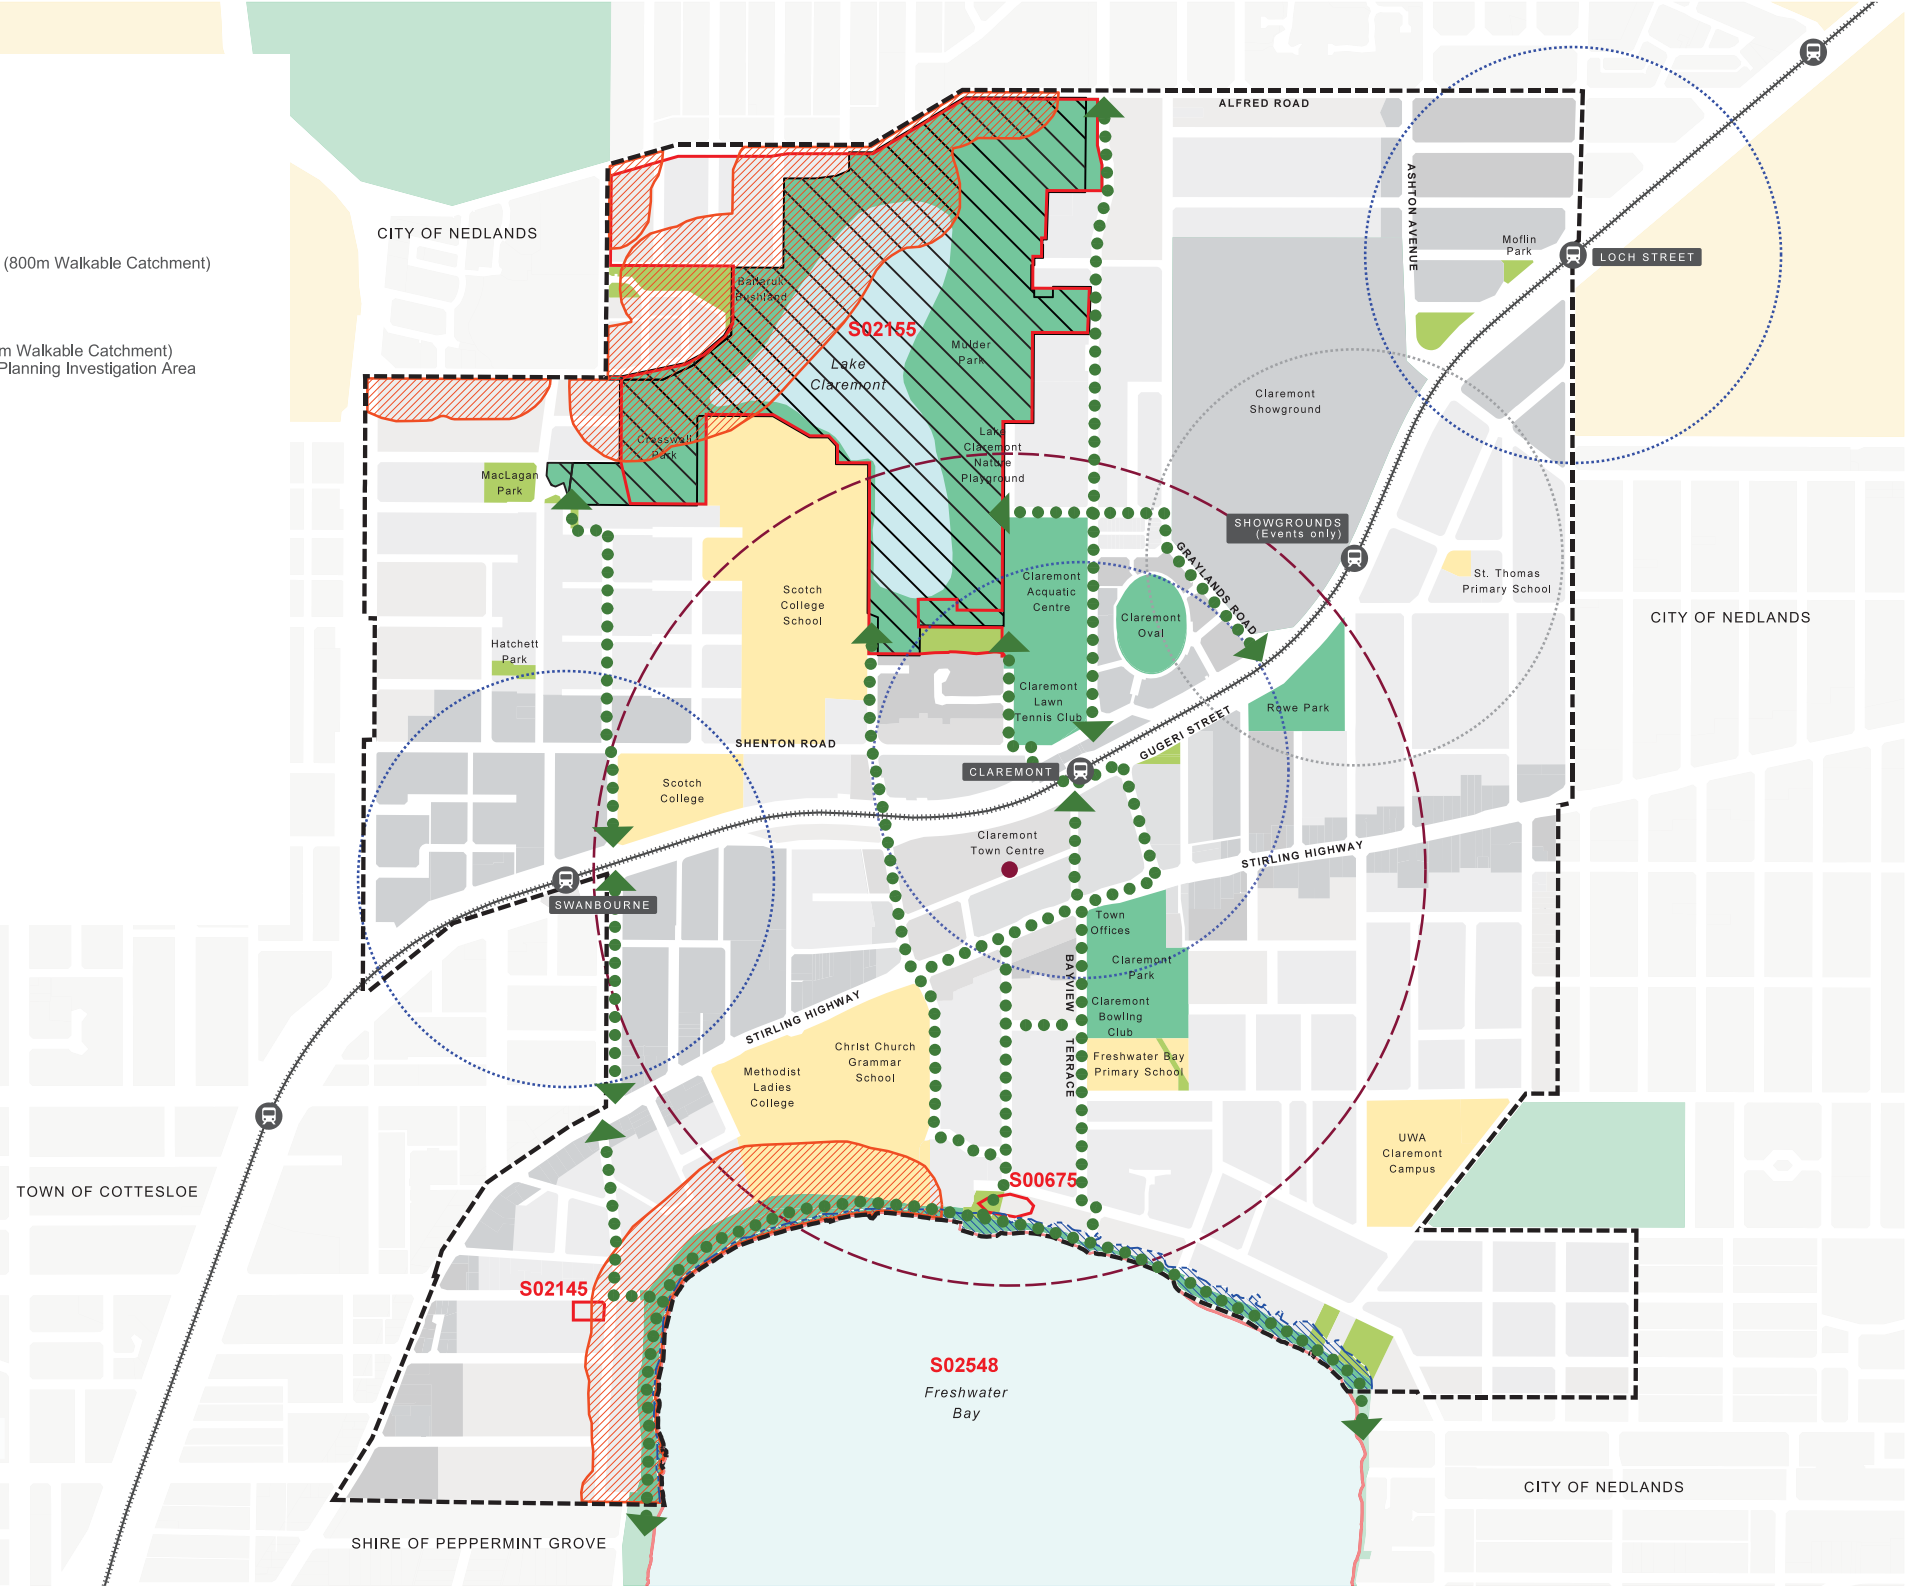 ALFRED ROAD
ASHTON AVENUE
CITY OF NEDLANDS
Moflin
Park
LOCH STREET
(800m Walkable Catchment)
Ballaruk
Bushland
S02155
Lake
Claremont
Mulder
Park
m Walkable Catchment)
Planning Investigation Area
Claremont
Showground
Cresswell
Park
Lake
Claremont
Nature
Playground
MacLagan
Park
SHOWGROUNDS
(Events only)
GRAYLANDS ROAD
St. Thomas
Primary School
Scotch
College
School
Claremont
Acquatic
Centre
Claremont
Oval
CITY OF NEDLANDS
Hatchett
Park
Claremont
Lawn
Tennis Club
Rowe Park
GUGERI STREET
SHENTON ROAD
CLAREMONT
Scotch
College
Claremont
Town Centre
STIRLING HIGHWAY
SWANBOURNE
Town
Offices
Claremont
Park
BAYVIEW TERRACE
Claremont
Bowling
Club
STIRLING HIGHWAY
Christ Church
Grammar
School
Freshwater Bay
Primary School
Methodist
Ladies
College
UWA
Claremont
Campus
TOWN OF COTTESLOE
S00675
S02145
S02548
Freshwater
Bay
CITY OF NEDLANDS
SHIRE OF PEPPERMINT GROVE